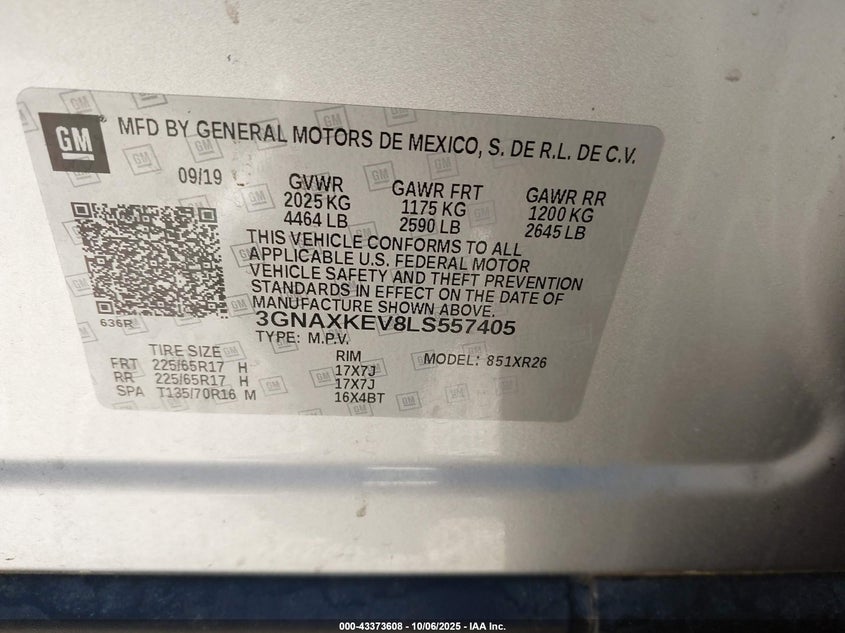 GM
MFD BY GENERAL MOTORS DE MEXICO, S. DE R.L. DE C.V.
09/19 GVWR GAWR FRT GAWR RR
2025 KG 1175 KG 1200 KG
4464 LB 2590 LB 2645 LB
THIS VEHICLE CONFORMS TO ALL
APPLICABLE U.S. FEDERAL MOTOR
VEHICLE SAFETY AND THEFT PREVENTION
STANDARDS IN EFFECT ON THE DATE OF
MANUFACTURE SHOWN ABOVE.
636R
3GNAXKEV8LS557405
TYPE: M.P.V.
TIRE SIZE RIM MODEL: 851XR26
FRT 225/65R17 H 17X7J
RR 225/65R17 H 17X7J
SPA T135/70R16 M 16X4BT
000-43373608 - 10/06/2025 - IAA Inc.